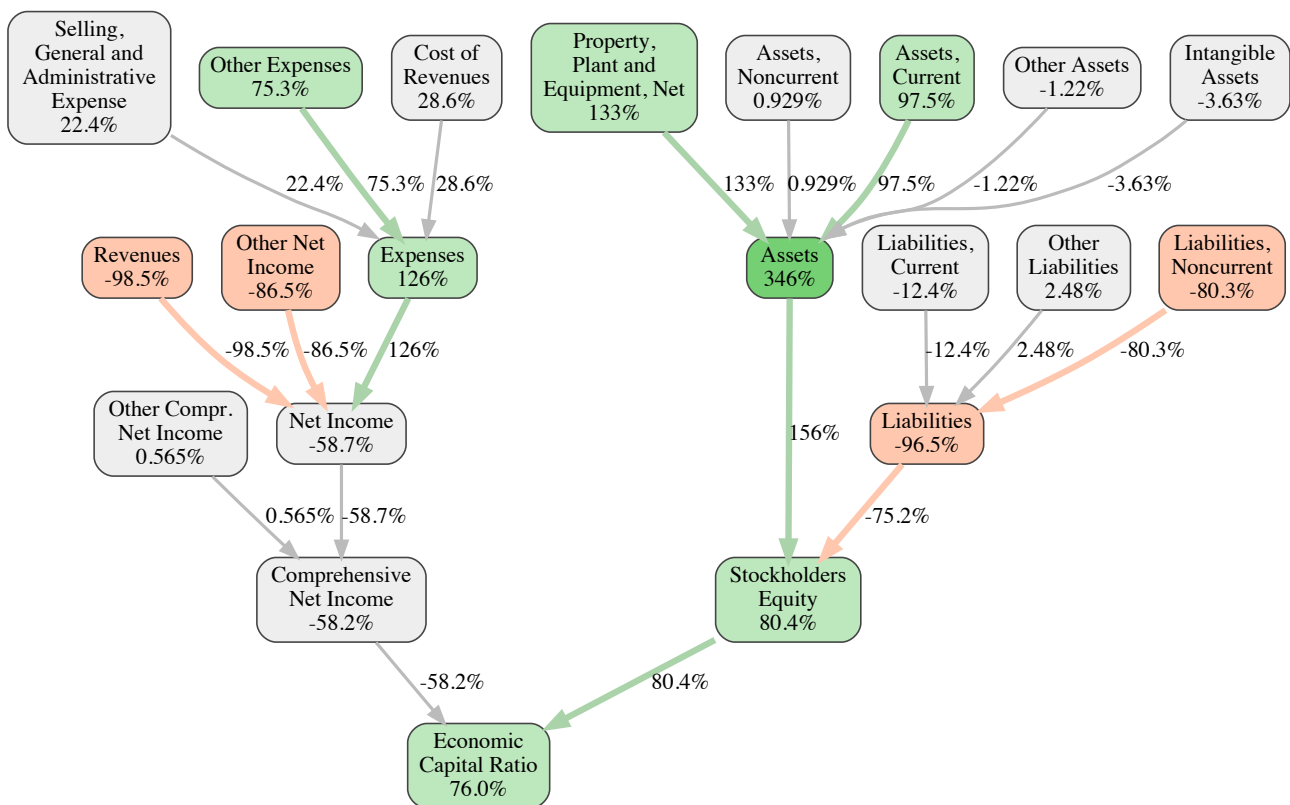 Selling,
General and
Administrative
Expense
22.4%
Other Expenses
75.3%
Cost of
Revenues
28.6%
Property,
Plant and
Equipment, Net
133%
Assets,
Noncurrent
0.929%
Assets,
Current
97.5%
Other Assets
-1.22%
Intangible
Assets
-3.63%
22.4%
75.3%
28.6%
133%
0.929%
97.5%
-1.22%
-3.63%
Revenues
-98.5%
Other Net
Income
-86.5%
Expenses
126%
Assets
346%
Liabilities,
Current
-12.4%
Other
Liabilities
2.48%
Liabilities,
Noncurrent
-80.3%
-98.5%
-86.5%
126%
-12.4%
2.48%
-80.3%
Other Compr.
Net Income
0.565%
Net Income
-58.7%
156%
Liabilities
-96.5%
0.565%
-58.7%
-75.2%
Comprehensive
Net Income
-58.2%
Stockholders
Equity
80.4%
-58.2%
80.4%
Economic
Capital Ratio
76.0%